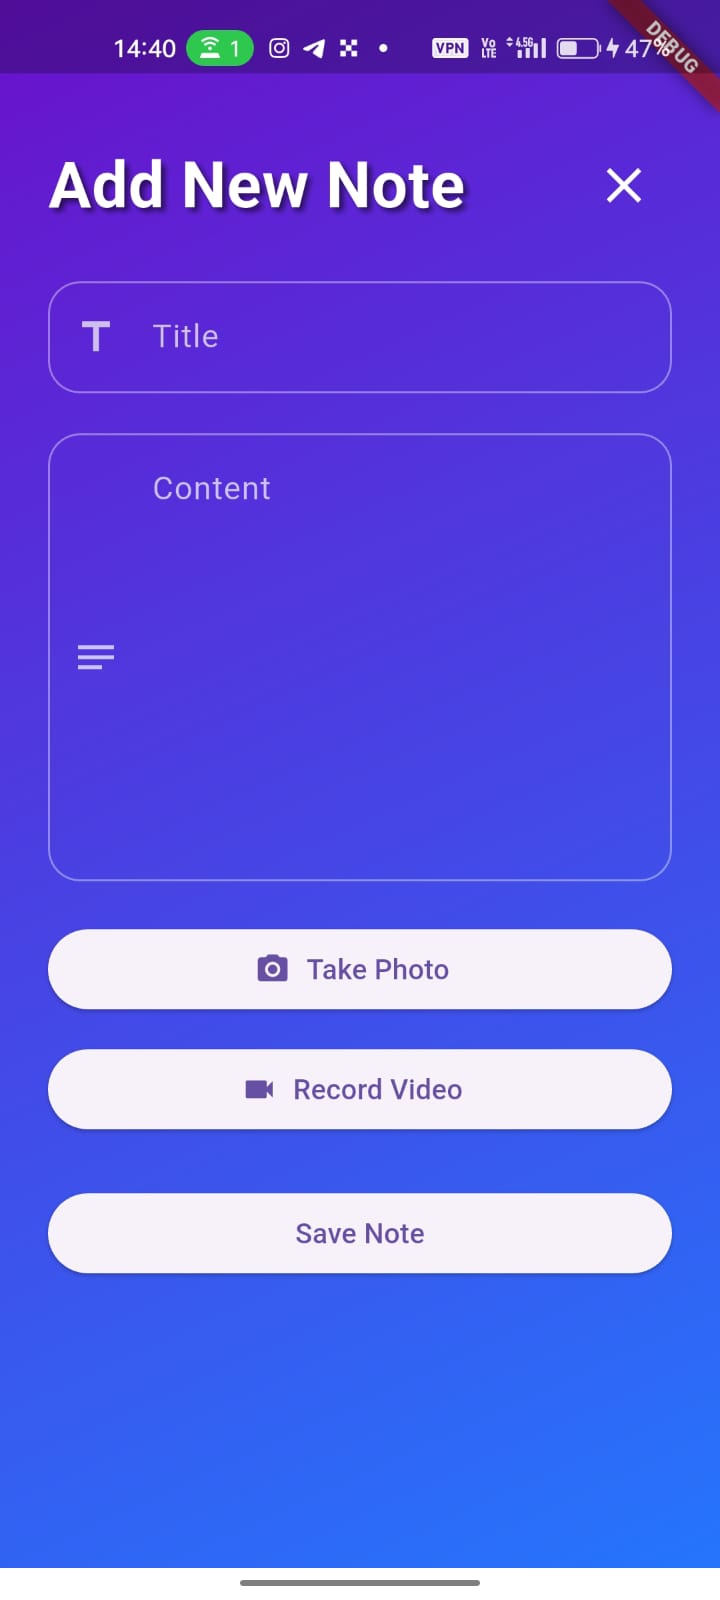 14:40 1 VPN Vo LTE 4.5G 47%
DEBUG
Add New Note
Title
Content
Take Photo
Record Video
Save Note